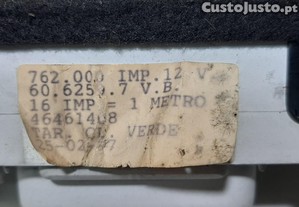 CustoJusto.pt
762.000 IMP.12 V
60.6259.7 V.B.
16 IMP = 1 METRO
46461408
TAR. CL. VERDE
25-02-97